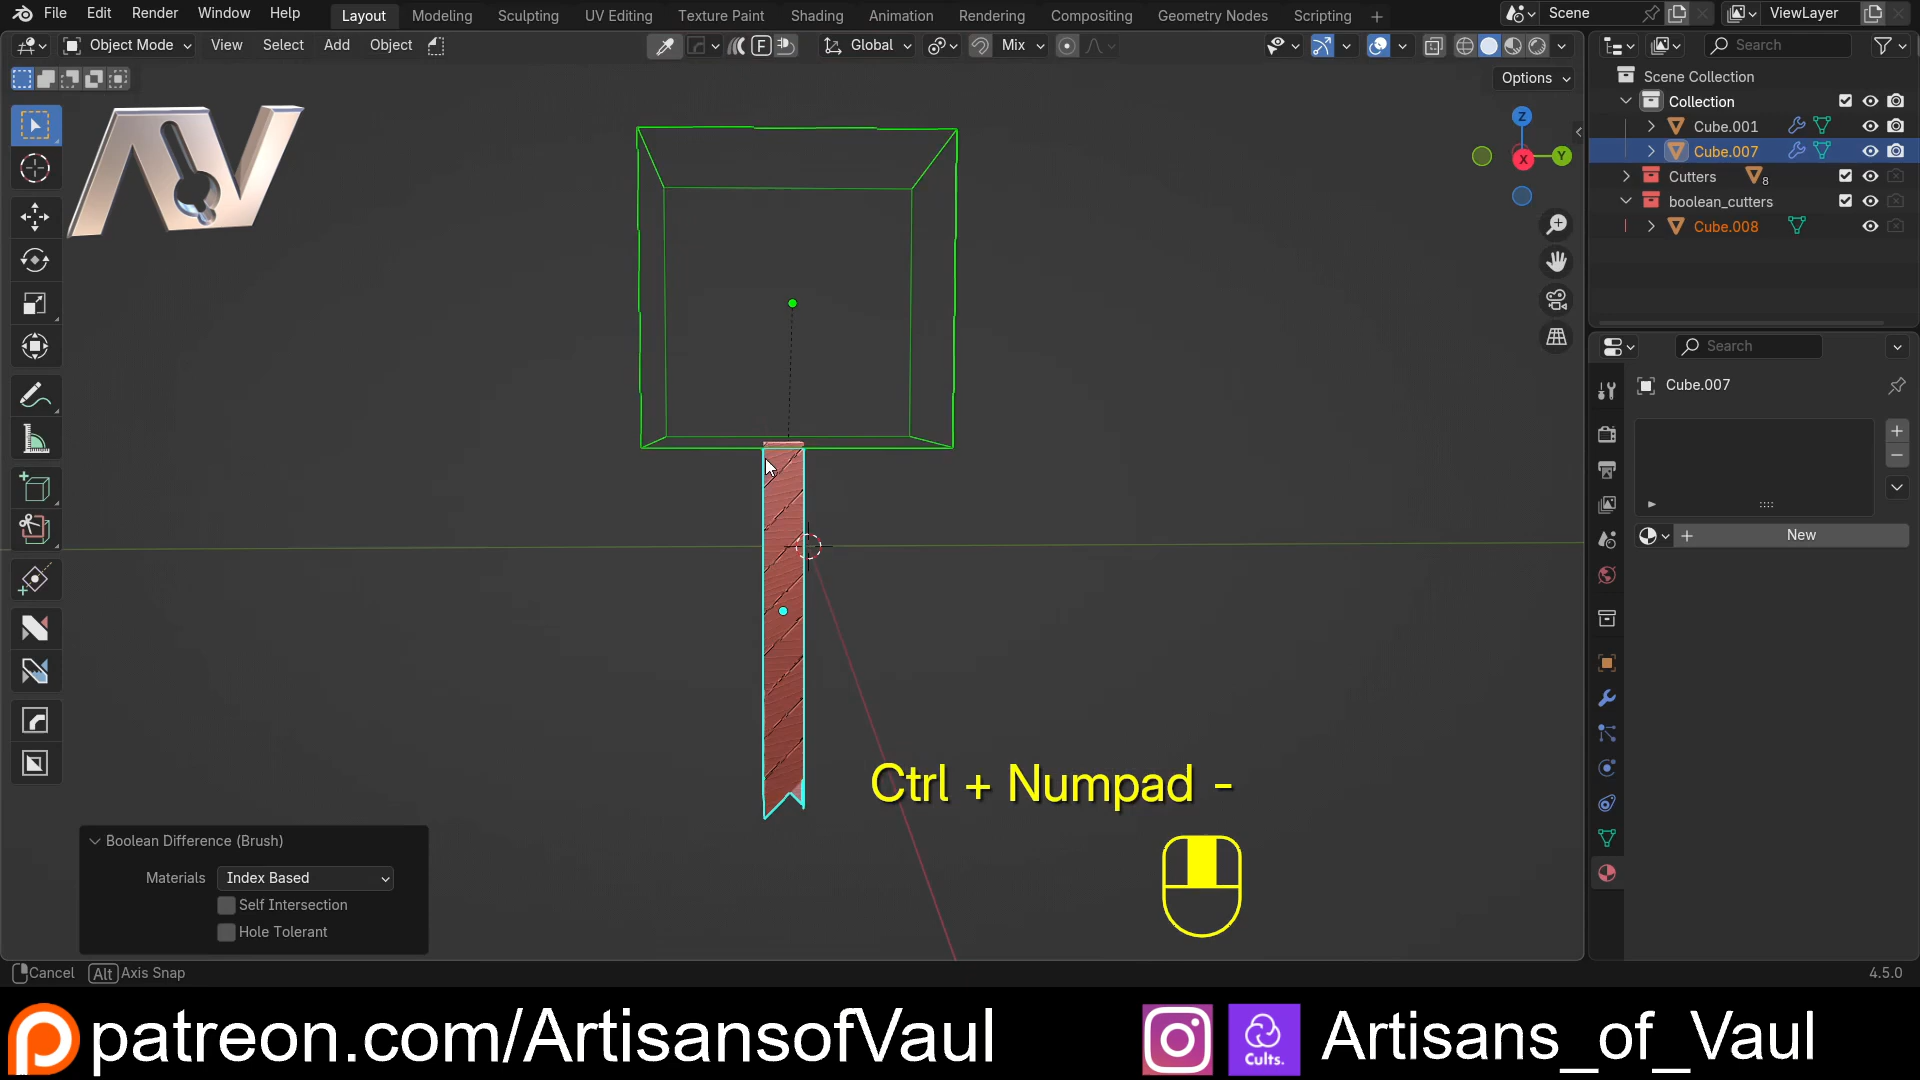 File Edit Render Window Help Layout Modeling Sculpting UV Editing Texture Paint Shading Animation Rendering Compositing Geometry Nodes Scripting + Scene ViewLayer
Object Mode View Select Add Object F Global Mix Search
Options
Scene Collection
Collection
Cube.001
Cube.007
Cutters 8
boolean_cutters
Cube.008
Z
Y
X
AV
Search
Cube.007
New
Ctrl + Numpad -
Boolean Difference (Brush)
Materials Index Based
Self Intersection
Hole Tolerant
Cancel Alt Axis Snap 4.5.0
patreon.com/ArtisansofVaul Cults. Artisans_of_Vaul